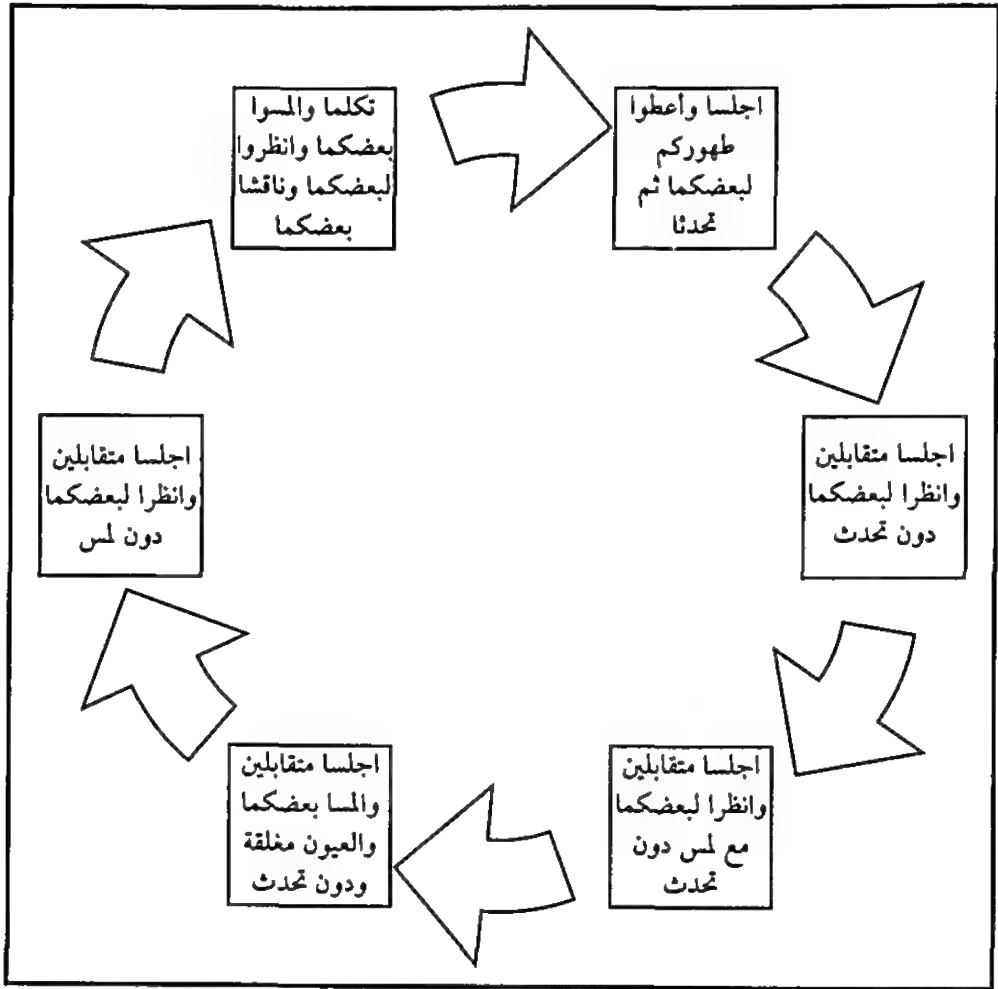 تكلما والمسوا
بعضكما وانظروا
لبعضكما وناقشا
بعضكما
اجلسا وأعطوا
طهوركم
لبعضكما ثم
تحدثا
اجلسا متقابلين
وانظرا لبعضكما
دون تحدث
اجلسا متقابلين
وانظرا لبعضكما
مع لمس دون
تحدث
اجلسا متقابلين
والمسا بعضكما
والعيون مغلقة
ودون تحدث
اجلسا متقابلين
وانظرا لبعضكما
دون لمس